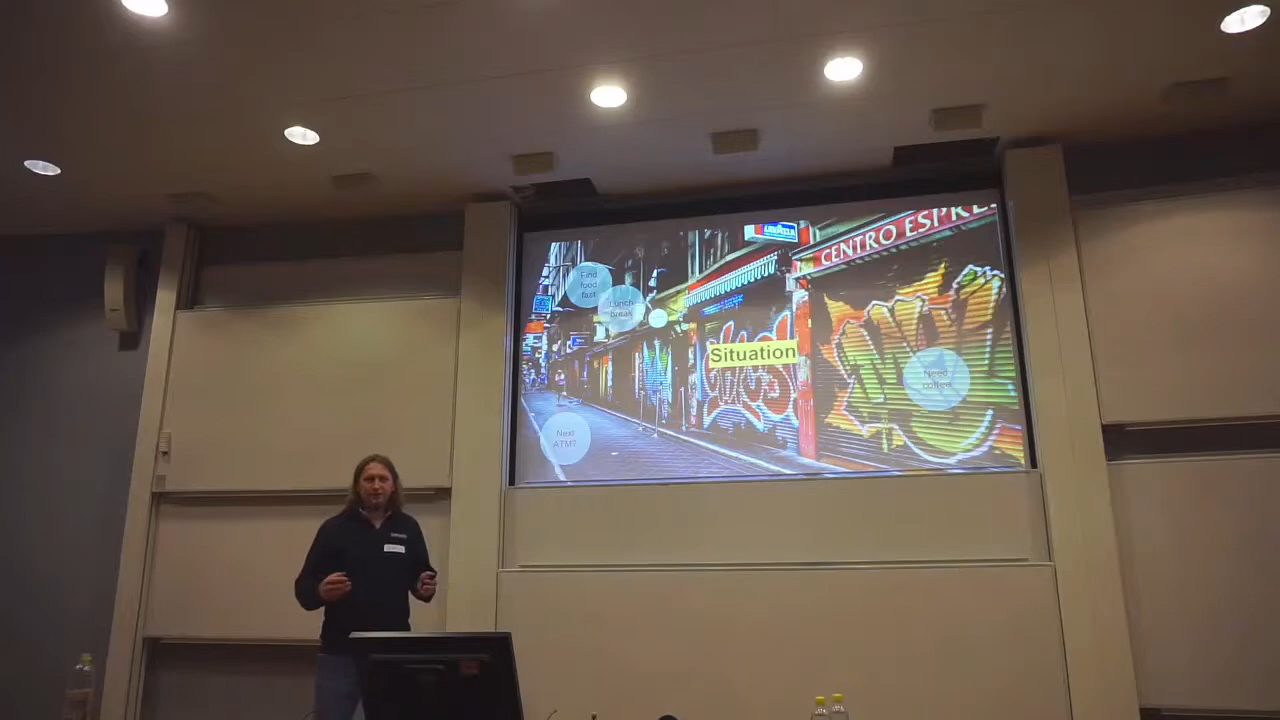 LAVAZZA
CENTRO ESPRE
Find
food
fast
Lunch
break
Situation
Need
coffee
Next
ATM?